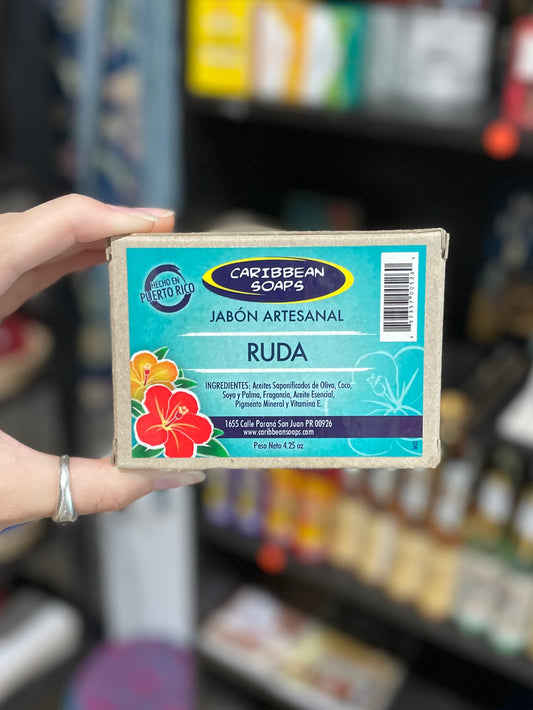 HECHO EN
PUERTO RICO
CARIBBEAN
SOAPS
JABÓN ARTESANAL
RUDA
INGREDIENTES: Aceites Saponificados de Oliva, Coco,
Soya y Palma, Fragancia, Aceite Esencial,
Pigmento Mineral y Vitamina E.
1655 Calle Paraná San Juan PR 00926
www.caribbeansoaps.com
Peso Neto 4.25 oz